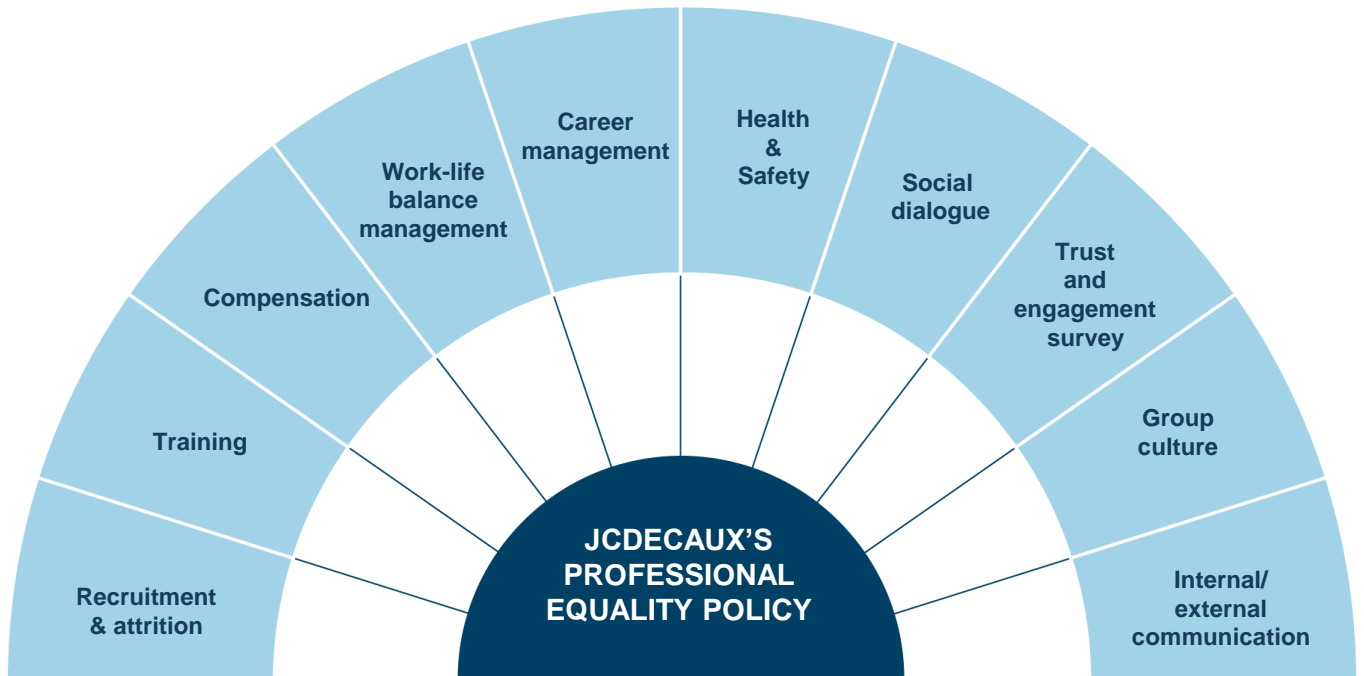 Recruitment
& attrition
Training
Compensation
Work-life
balance
management
Career
management
Health
&
Safety
Social
dialogue
Trust
and
engagement
survey
Group
culture
Internal/
external
communication
JCDECAUX’S
PROFESSIONAL
EQUALITY POLICY